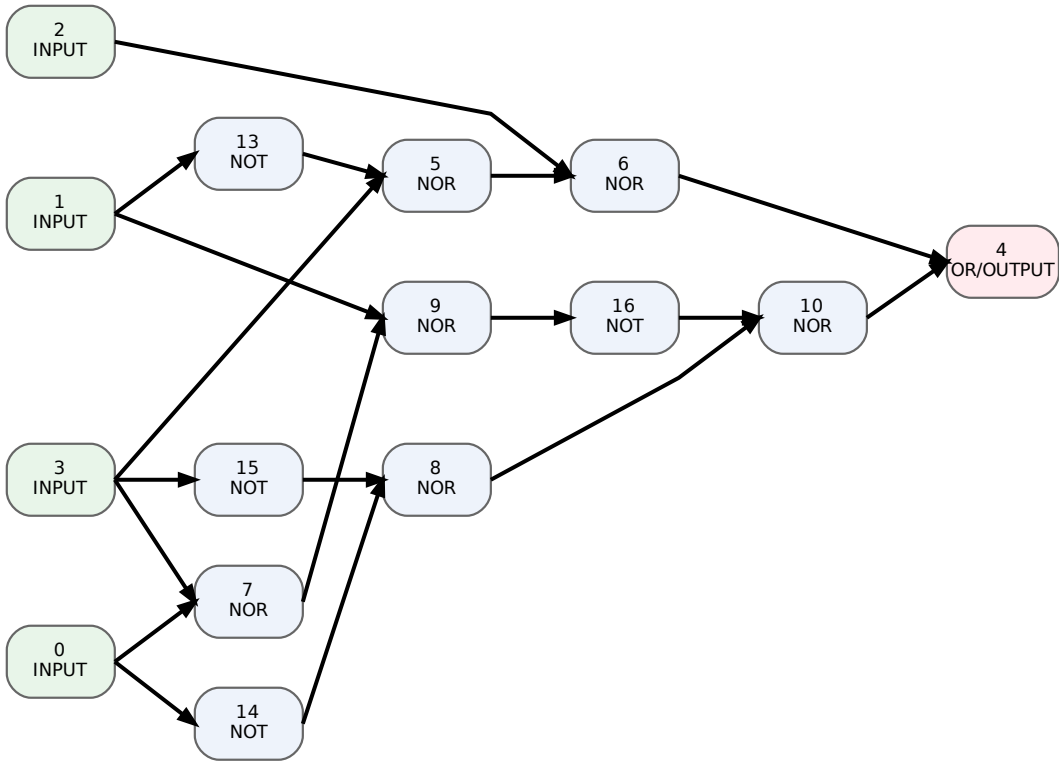 2
INPUT
13
NOT
5
NOR
6
NOR
1
INPUT
4
OR/OUTPUT
9
NOR
16
NOT
10
NOR
3
INPUT
15
NOT
8
NOR
7
NOR
0
INPUT
14
NOT